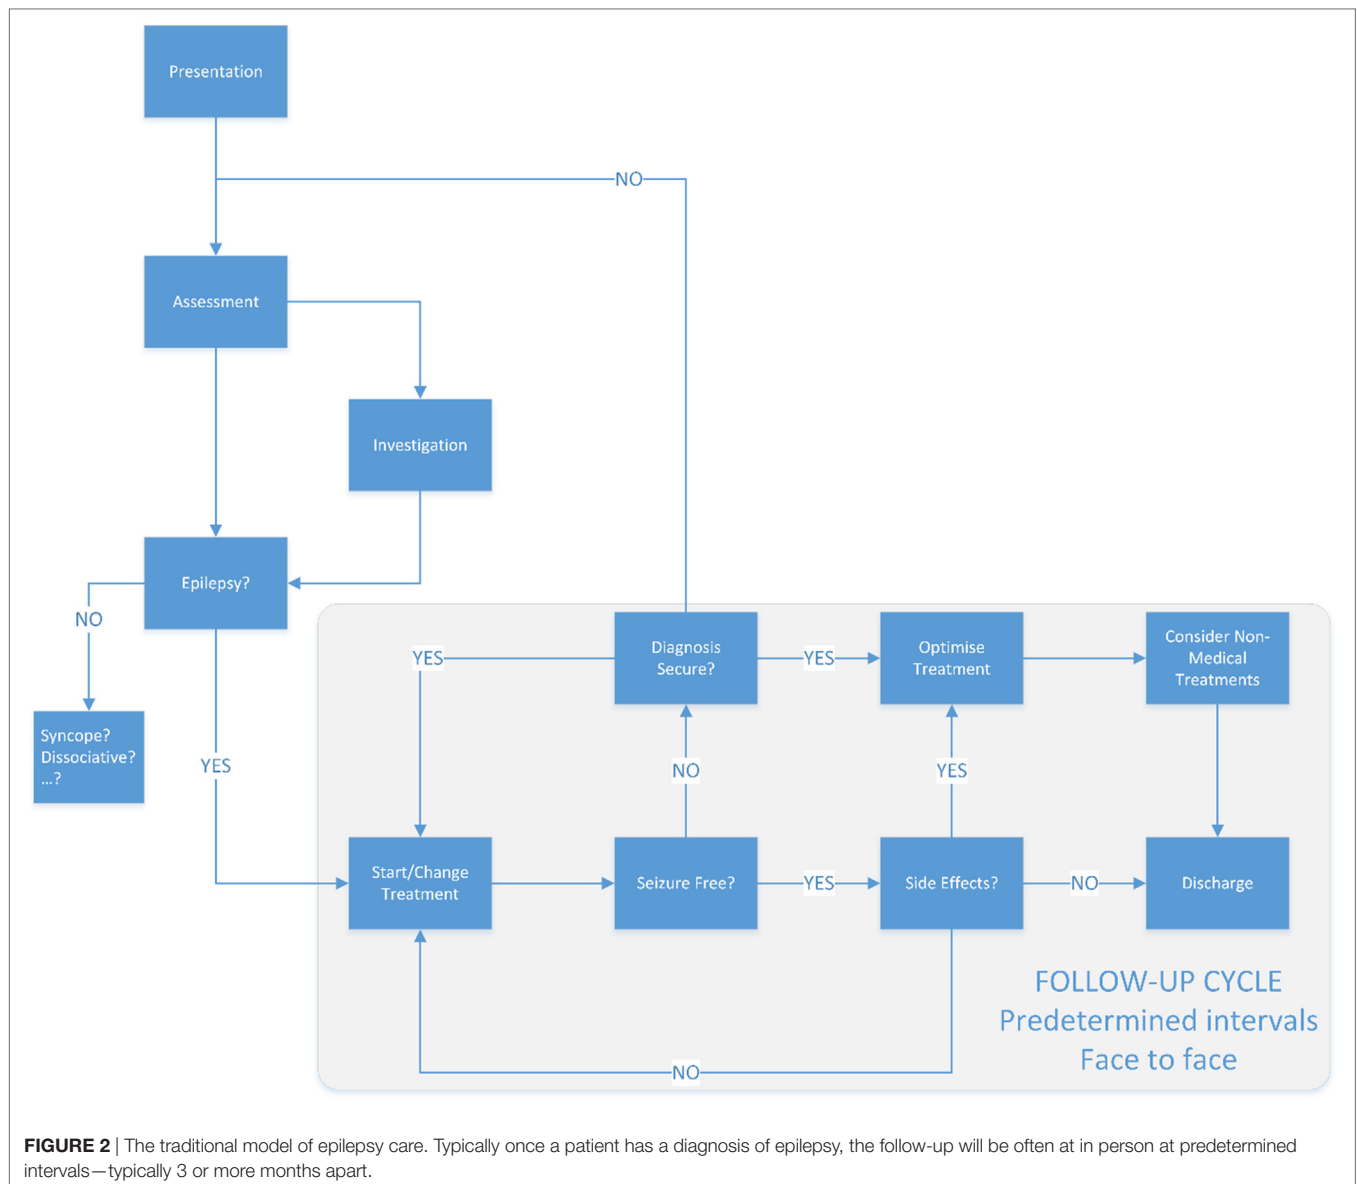 Presentation
NO
Assessment
Investigation
Epilepsy?
NO
Syncope?
Dissociative?
...?
YES
YES
Diagnosis
Secure?
YES
Optimise
Treatment
Consider Non-
Medical
Treatments
NO
YES
Start/Change
Treatment
Seizure Free?
YES
Side Effects?
NO
Discharge
FOLLOW-UP CYCLE
Predetermined intervals
Face to face
NO
FIGURE 2 | The traditional model of epilepsy care. Typically once a patient has a diagnosis of epilepsy, the follow-up will be often at in person at predetermined
intervals—typically 3 or more months apart.